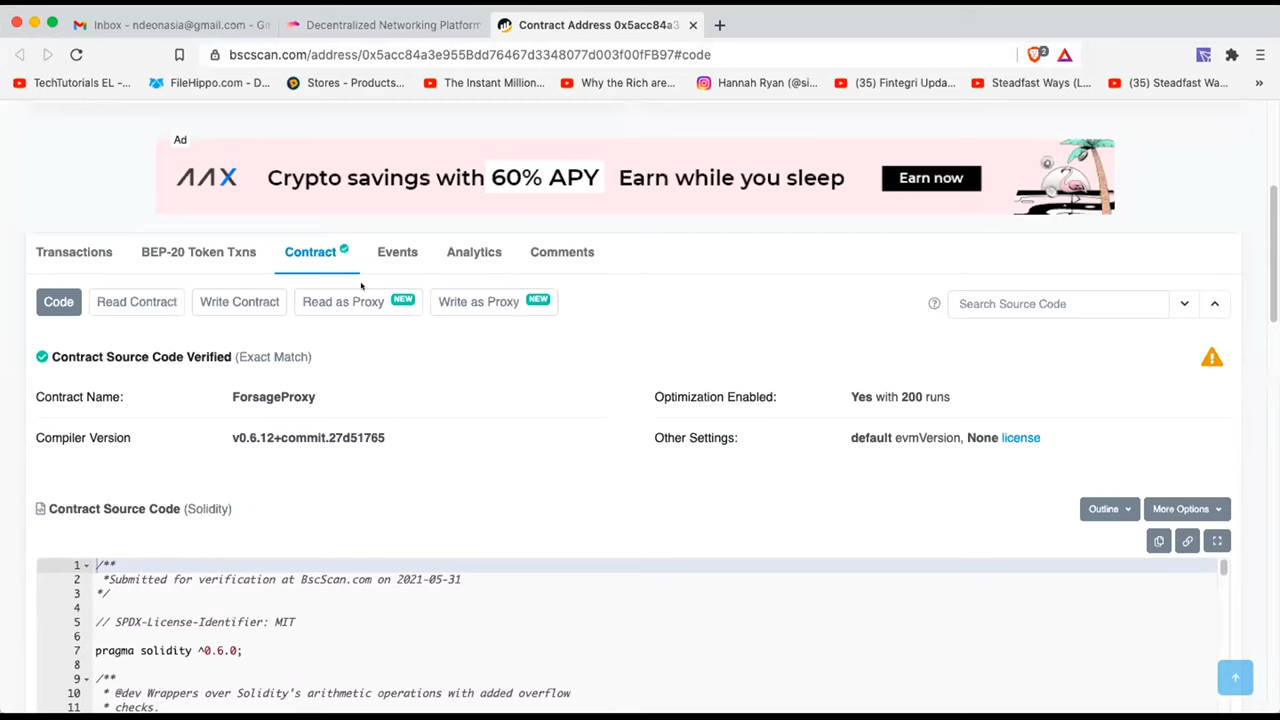 Inbox - ndeonasia@gmail.com - G
Decentralized Networking Platform
Contract Address 0x5acc84a3
bscscan.com/address/0x5acc84a3e955Bdd76467d3348077d003f00fFB97#code
2
TechTutorials EL -...
FileHippo.com - D...
Stores - Products...
The Instant Million...
Why the Rich are...
Hannah Ryan (@si...
(35) Fintegri Upda...
Steadfast Ways (L...
(35) Steadfast Wa...
»
Ad
AAX Crypto savings with 60% APY Earn while you sleep Earn now
Transactions BEP-20 Token Txns Contract Events Analytics Comments
Code Read Contract Write Contract Read as Proxy NEW Write as Proxy NEW
Search Source Code
Contract Source Code Verified (Exact Match)
Contract Name: ForsageProxy Optimization Enabled: Yes with 200 runs
Compiler Version v0.6.12+commit.27d51765 Other Settings: default evmVersion, None license
Contract Source Code (Solidity) Outline More Options
1 /**
2 *Submitted for verification at BscScan.com on 2021-05-31
3 */
4
5 // SPDX-License-Identifier: MIT
6
7 pragma solidity ^0.6.0;
8
9 /**
10 * @dev Wrappers over Solidity's arithmetic operations with added overflow
11 * checks.